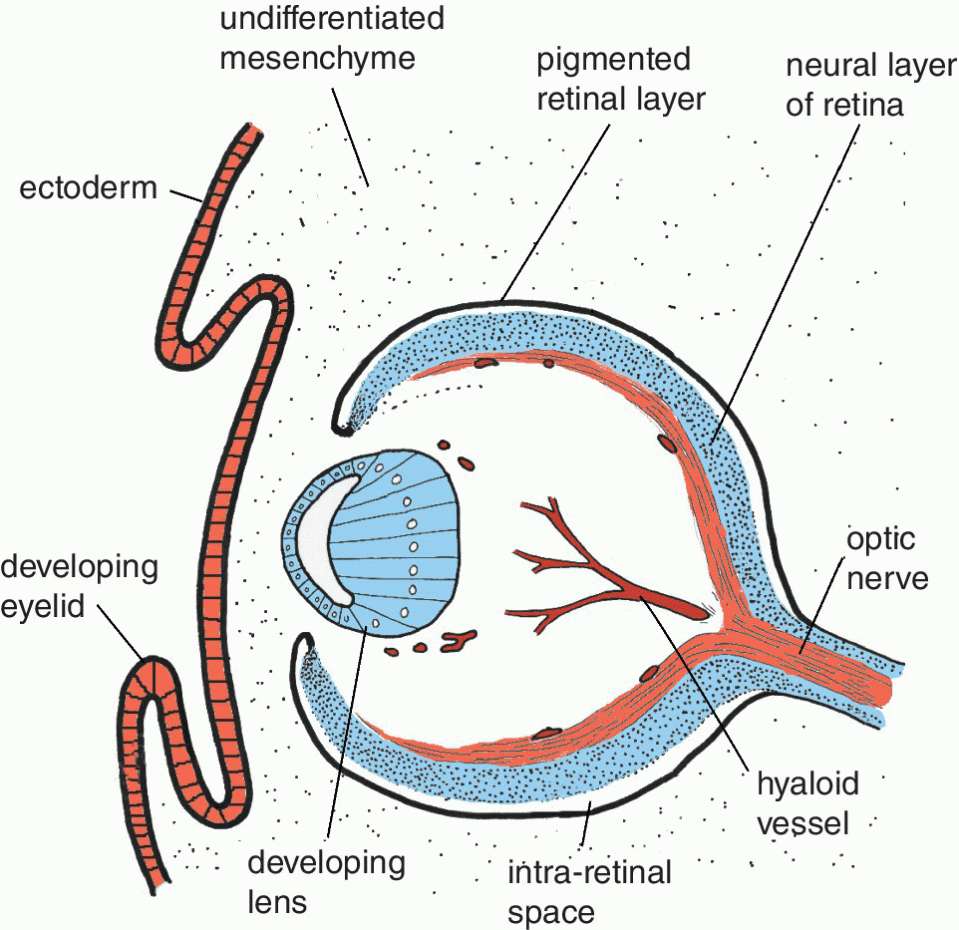 undifferentiated
mesenchyme
pigmented
retinal layer
neural layer
of retina
ectoderm
developing
eyelid
optic
nerve
hyaloid
vessel
developing
lens
intra-retinal
space